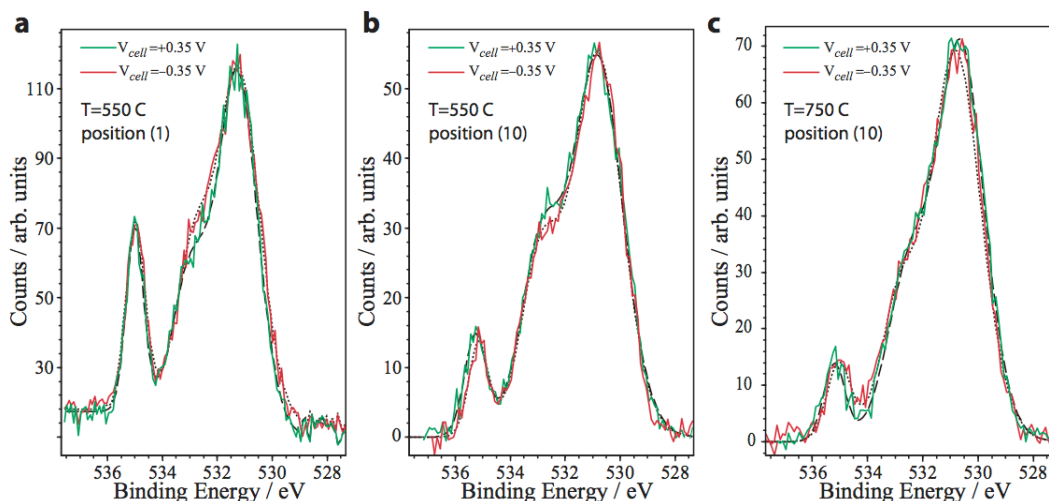 a
V_cell=+0.35 V
V_cell=−0.35 V
T=550 C
position (1)
110
90
70
50
30
Counts / arb. units
536
534
532
530
528
Binding Energy / eV
b
V_cell=+0.35 V
V_cell=−0.35 V
T=550 C
position (10)
50
40
30
20
10
0
Counts / arb. units
536
534
532
530
528
Binding Energy / eV
c
V_cell=+0.35 V
V_cell=−0.35 V
T=750 C
position (10)
70
60
50
40
30
20
10
0
Counts / arb. units
536
534
532
530
528
Binding Energy / eV